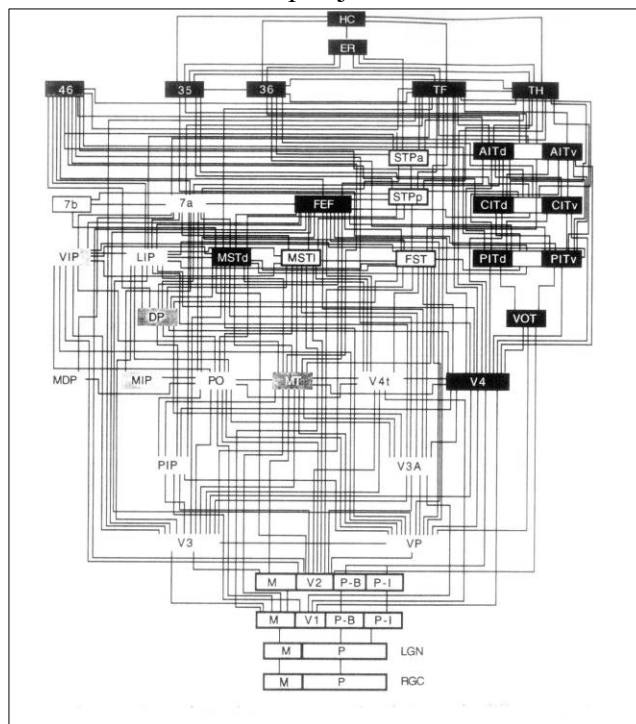 HC
ER
46 35 36 TF TH
STPa AITd AITv
7b 7a FEF STPp CITd CITv
VIP LIP MSTd MSTl FST PITd PITv
DP VOT
MDP MIP PO MT V4t V4
PIP V3A
V3 VP
M V2 P-B P-I
M V1 P-B P-I
M P LGN
M P RGC